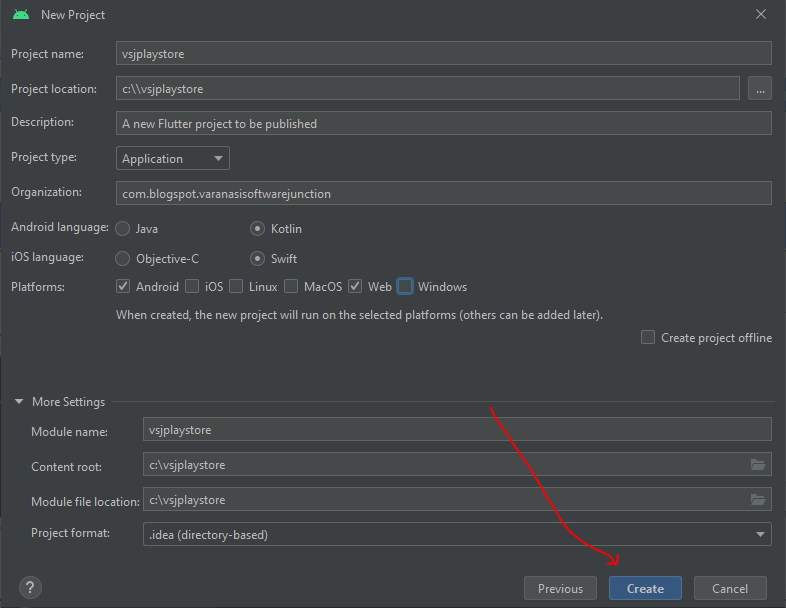 New Project
Project name: vsjplaystore
Project location: c:\\vsjplaystore ...
Description: A new Flutter project to be published
Project type: Application
Organization: com.blogspot.varanasisoftwarejunction
Android language: Java Kotlin
iOS language: Objective-C Swift
Platforms: Android iOS Linux MacOS Web Windows
When created, the new project will run on the selected platforms (others can be added later).
Create project offline
More Settings
Module name: vsjplaystore
Content root: c:\vsjplaystore
Module file location: c:\vsjplaystore
Project format: .idea (directory-based)
? Previous Create Cancel